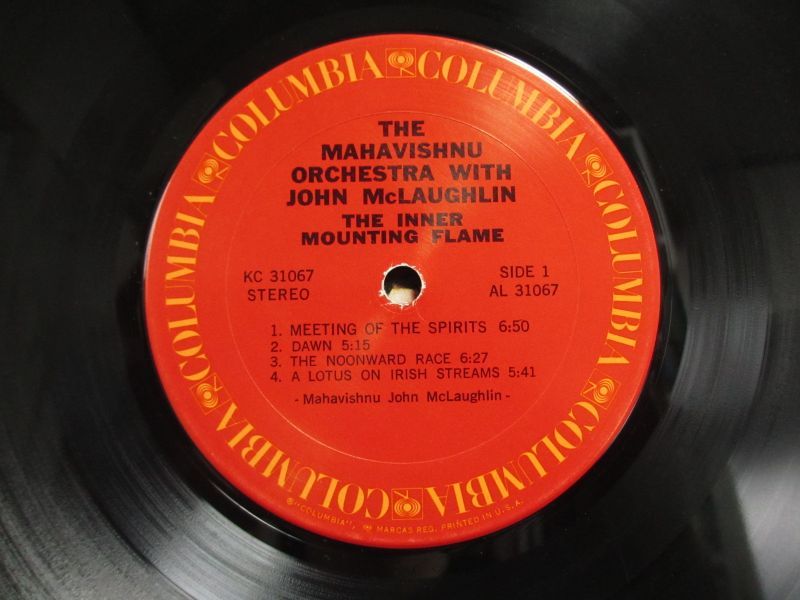 COLUMBIA COLUMBIA COLUMBIA COLUMBIA COLUMBIA COLUMBIA
THE
MAHAVISHNU
ORCHESTRA WITH
JOHN McLAUGHLIN
THE INNER
MOUNTING FLAME
KC 31067 SIDE 1
STEREO AL 31067
1. MEETING OF THE SPIRITS 6:50
2. DAWN 5:15
3. THE NOONWARD RACE 6:27
4. A LOTUS ON IRISH STREAMS 5:41
- Mahavishnu John McLaughlin -
® "COLUMBIA", MARCAS REG. PRINTED IN U.S.A.